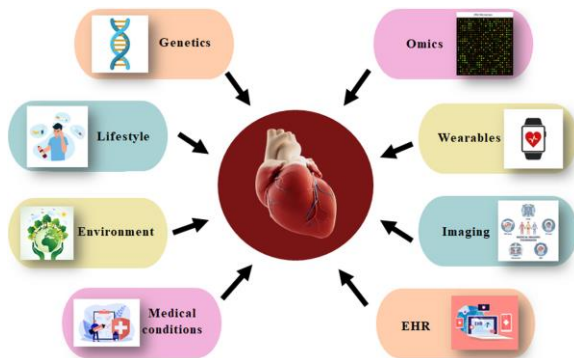 Genetics
Omics
Lifestyle
Wearables
Environment
Imaging
Medical
conditions
EHR